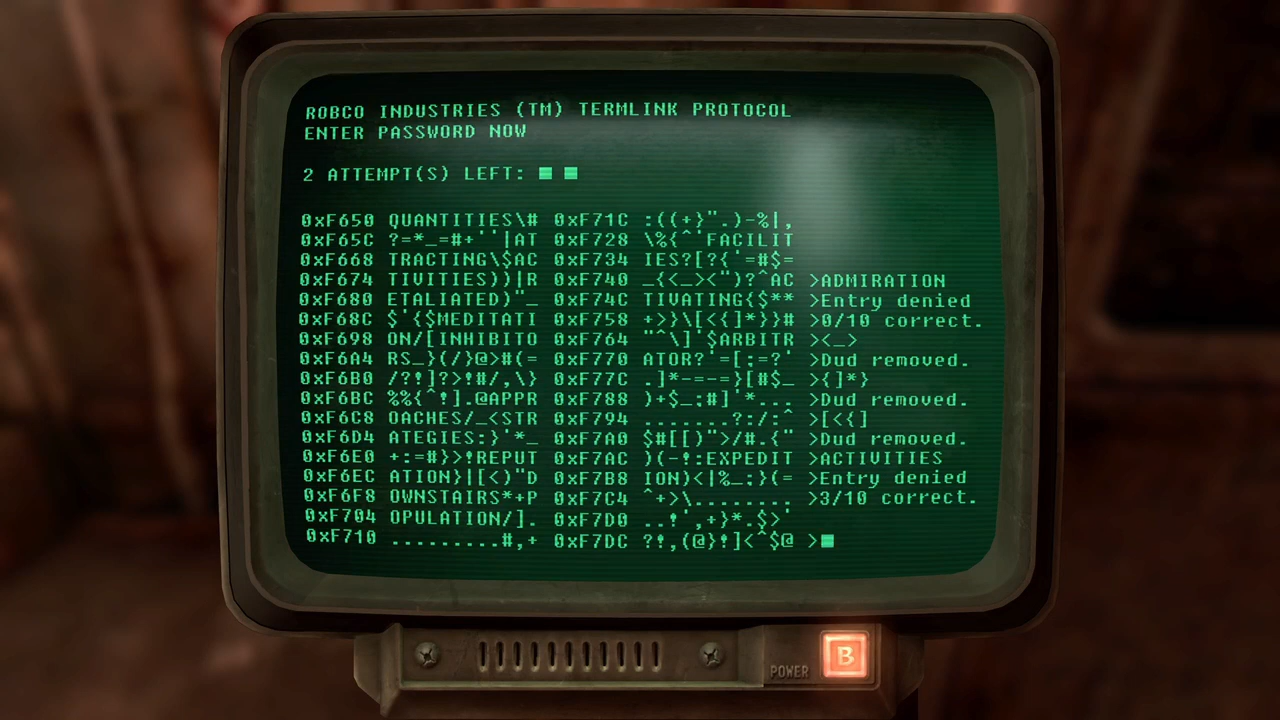 ROBCO INDUSTRIES (TM) TERMLINK PROTOCOL
ENTER PASSWORD NOW
2 ATTEMPT(S) LEFT: ■ ■
0xF650 QUANTITIES\# 0xF71C :((+}".)-%|,
0xF65C ?=*_=#+''|AT 0xF728 \%{^'FACILIT
0xF668 TRACTING\$AC 0xF734 IES?[?{'=#$=
0xF674 TIVITIES))|R 0xF740 _{<_><")?^AC >ADMIRATION
0xF680 ETALIATED)"_ 0xF74C TIVATING{$** >Entry denied
0xF68C $'{$MEDITATI 0xF758 +>}\[<{]*}}# >0/10 correct.
0xF698 ON/[INHIBITO 0xF764 "^\]'$ARBITR ><_>
0xF6A4 RS_}(/}@>#(= 0xF770 ATOR?'=[;=?' >Dud removed.
0xF6B0 /?!]?>!#/,\} 0xF77C .]*-=-=}[#$_ >{]*}
0xF6BC %%{^!].@APPR 0xF788 )+$_;#]'*... >Dud removed.
0xF6C8 OACHES/_<STR 0xF794 .......?:/:^ >[<{]
0xF6D4 ATEGIES:}'*_ 0xF7A0 $#[[)">/#.{" >Dud removed.
0xF6E0 +:=#}>!REPUT 0xF7AC )(-!:EXPEDIT >ACTIVITIES
0xF6EC ATION}|[<)"D 0xF7B8 ION)<|%_;}(= >Entry denied
0xF6F8 OWNSTAIRS*+P 0xF7C4 ^+>\........ >3/10 correct.
0xF704 OPULATION/]. 0xF7D0 ..!',+}*.$>'
0xF710 .........#,+ 0xF7DC ?!,(@}!]<^$@ >■
POWER B